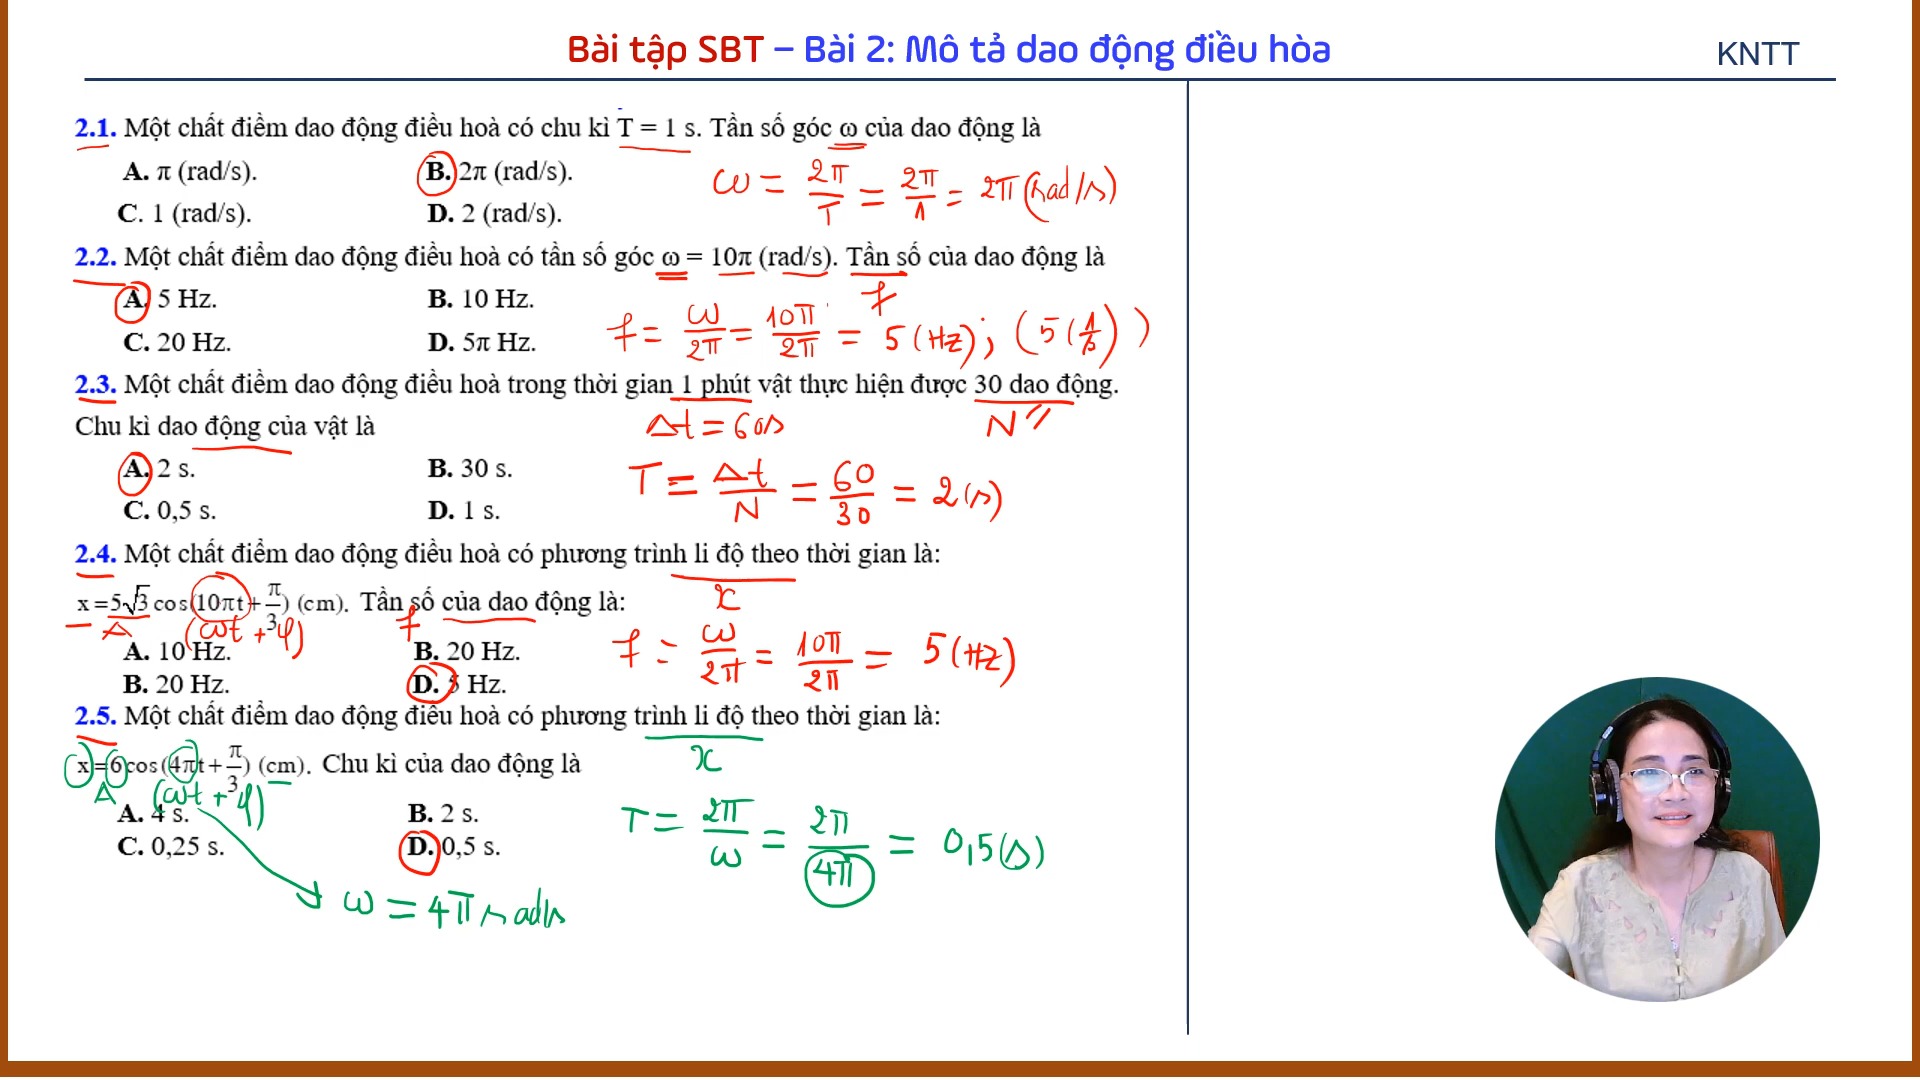 Bài tập SBT – Bài 2: Mô tả dao động điều hòa
KNTT
2.1. Một chất điểm dao động điều hoà có chu kì T = 1 s. Tần số góc ω của dao động là
A. π (rad/s). B. 2π (rad/s).
C. 1 (rad/s). D. 2 (rad/s).
ω = 2π/T = 2π/1 = 2π (rad/s)
2.2. Một chất điểm dao động điều hoà có tần số góc ω = 10π (rad/s). Tần số của dao động là
f
A. 5 Hz. B. 10 Hz.
C. 20 Hz. D. 5π Hz.
f = ω/2π = 10π/2π = 5 (Hz); (5 (1/s))
2.3. Một chất điểm dao động điều hoà trong thời gian 1 phút vật thực hiện được 30 dao động.
Chu kì dao động của vật là
Δt = 60s N
A. 2 s. B. 30 s.
C. 0,5 s. D. 1 s.
T = Δt/N = 60/30 = 2 (s)
2.4. Một chất điểm dao động điều hoà có phương trình li độ theo thời gian là:
x
x = 5√3 cos(10πt + π/3) (cm). Tần số của dao động là:
A (ωt + φ) f
A. 10 Hz. B. 20 Hz.
B. 20 Hz. D. 5 Hz.
f = ω/2π = 10π/2π = 5 (Hz)
2.5. Một chất điểm dao động điều hoà có phương trình li độ theo thời gian là:
x
x = 6cos(4πt + π/3) (cm). Chu kì của dao động là
A (ωt + φ)
A. 4 s. B. 2 s.
C. 0,25 s. D. 0,5 s.
T = 2π/ω = 2π/4π = 0,5 (s)
ω = 4π rad/s